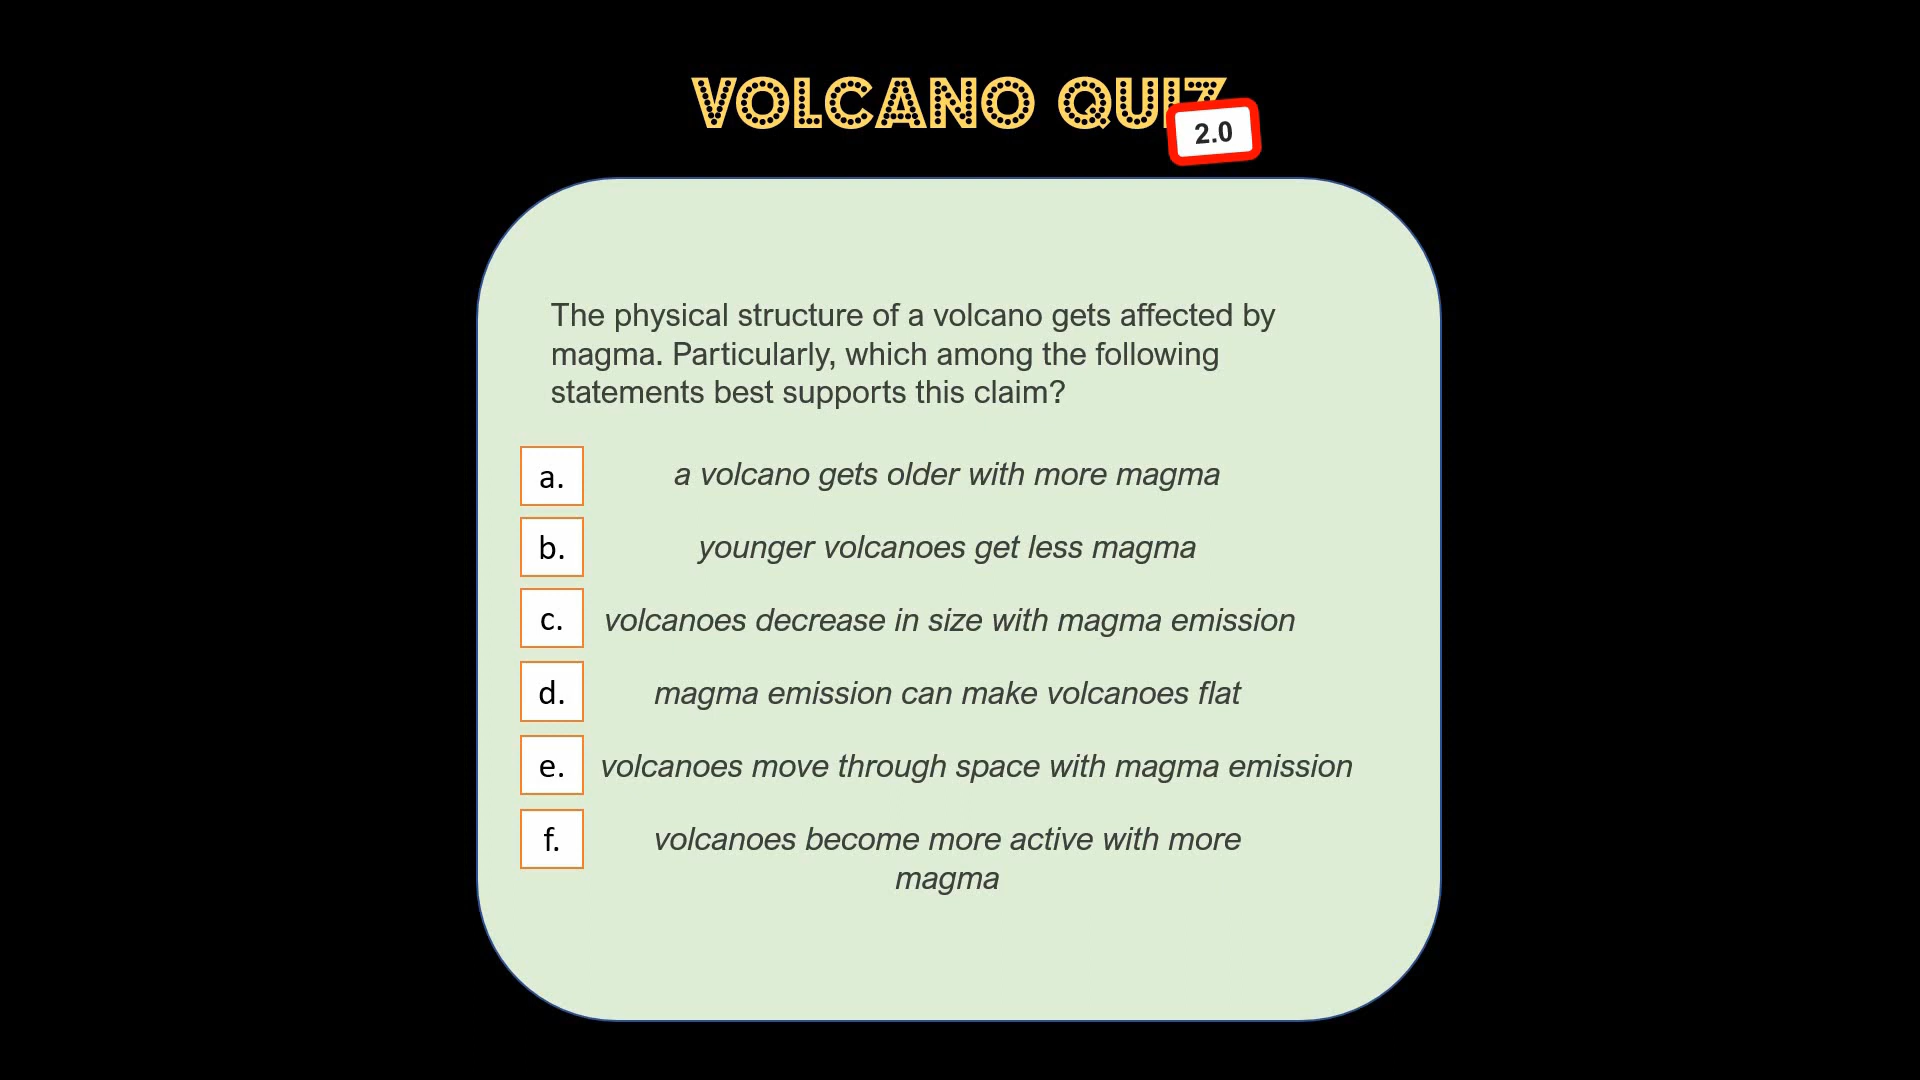 VOLCANO QUIZ
2.0
The physical structure of a volcano gets affected by
magma. Particularly, which among the following
statements best supports this claim?
a. a volcano gets older with more magma
b. younger volcanoes get less magma
c. volcanoes decrease in size with magma emission
d. magma emission can make volcanoes flat
e. volcanoes move through space with magma emission
f. volcanoes become more active with more
magma